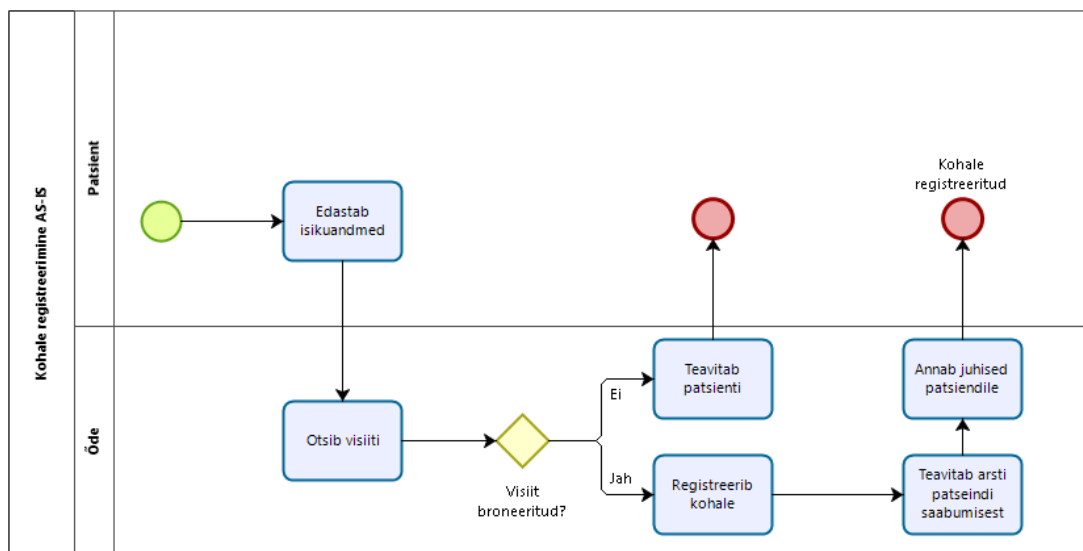 Kohale registreerimine AS-IS
Patsient
Edastab
isikuandmed
Kohale
registreeritud
Õde
Otsib visiiti
Visiit
broneeritud?
Ei
Teavitab
patsienti
Jah
Registreerib
kohale
Teavitab arsti
patseindi
saabumisest
Annab juhised
patsiendile